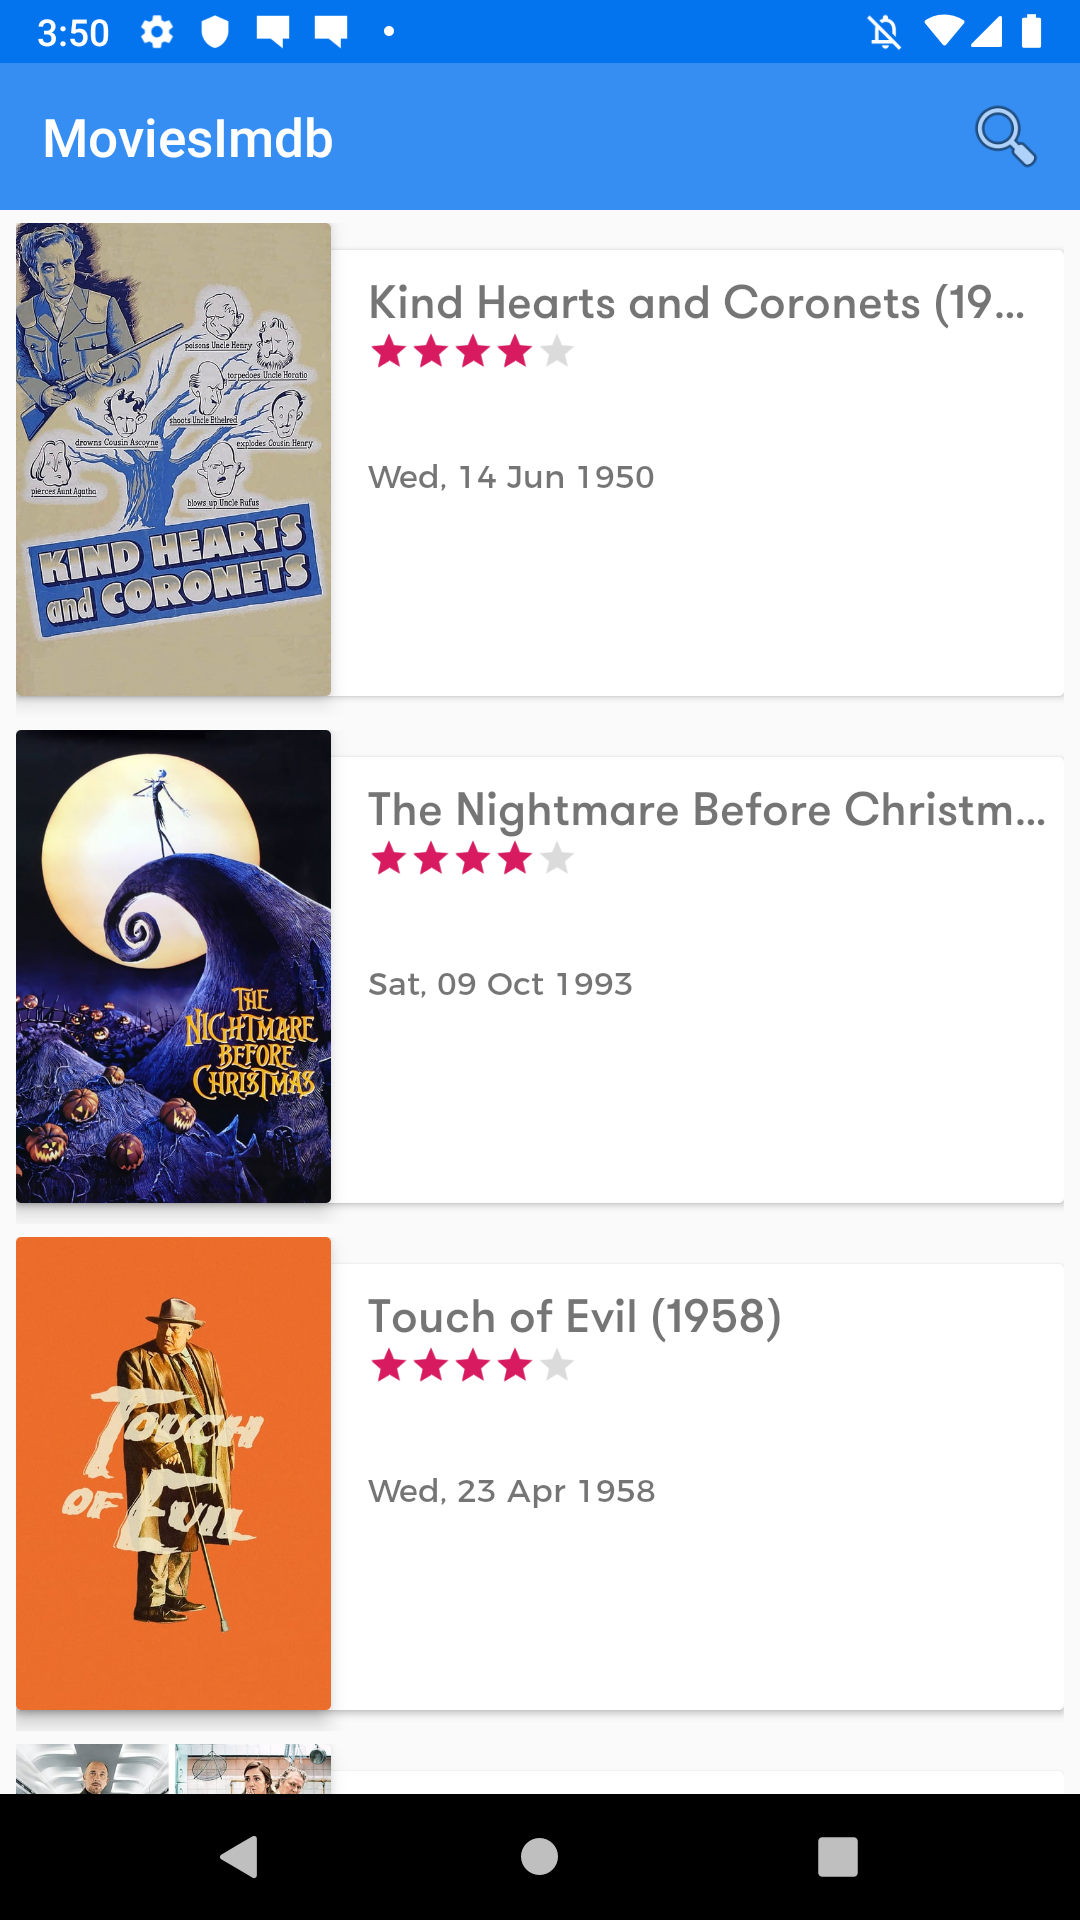 3:50
MoviesImdb
poisons Uncle Henry
torpedoes Uncle Horatio
shoots Uncle Ethelred
drowns Cousin Ascoyne
explodes Cousin Henry
pierces Aunt Agatha
blows up Uncle Rufus
KIND HEARTS
and CORONETS
Kind Hearts and Coronets (19...
Wed, 14 Jun 1950
THE
NIGHTMARE
BEFORE
CHRISTMAS
The Nightmare Before Christm...
Sat, 09 Oct 1993
TOUCH
OF EVIL
Touch of Evil (1958)
Wed, 23 Apr 1958